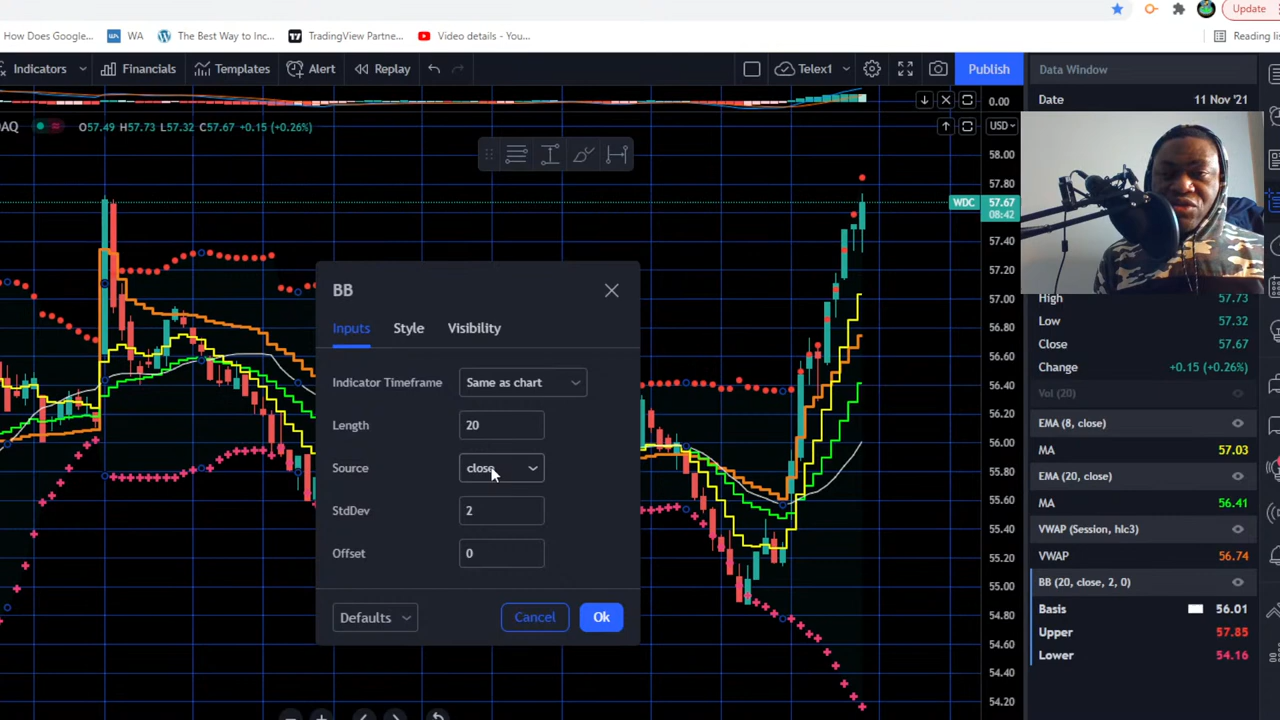 Update
How Does Google...
WA
The Best Way to Inc...
TradingView Partne...
Video details - You...
Reading lis
Indicators
Financials
Templates
Alert
Replay
Telex1
Publish
Data Window
Date 11 Nov '21
0.00
AQ
O57.49 H57.73 L57.32 C57.67 +0.15 (+0.26%)
USD
58.00
57.80
WDC 57.67
08:42
57.40
57.20
57.00
56.80
56.60
56.40
56.20
56.00
55.80
55.60
55.40
55.20
55.00
54.80
54.60
54.40
54.20
BB
Inputs Style Visibility
Indicator Timeframe Same as chart
Length 20
Source close
StdDev 2
Offset 0
Defaults Cancel Ok
High 57.73
Low 57.32
Close 57.67
Change +0.15 (+0.26%)
Vol (20)
EMA (8, close)
MA 57.03
EMA (20, close)
MA 56.41
VWAP (Session, hlc3)
VWAP 56.74
BB (20, close, 2, 0)
Basis 56.01
Upper 57.85
Lower 54.16